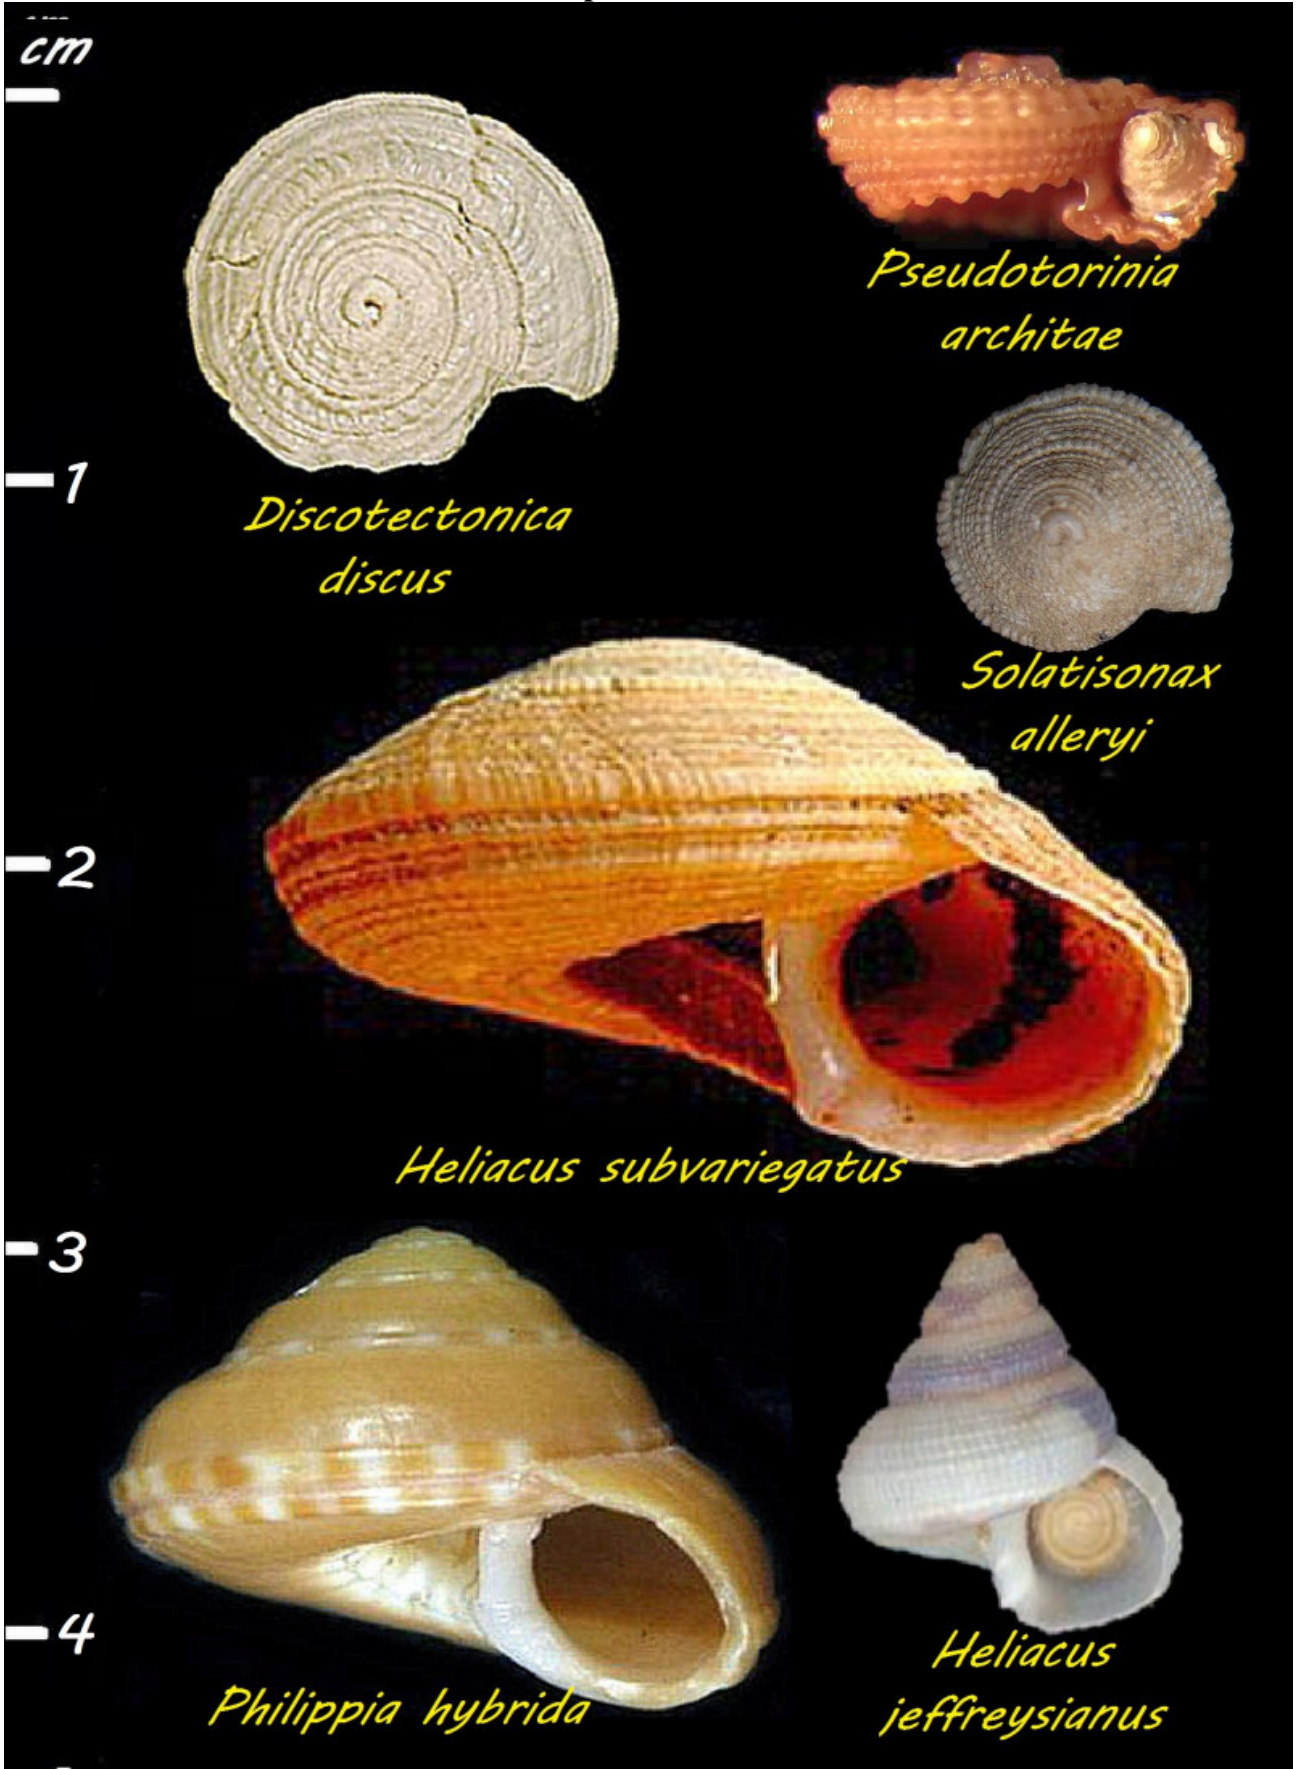 cm
Pseudotorinia
architae
1
Discotectonica
discus
Solatisonax
alleryi
2
Heliacus subvariegatus
3
4
Heliacus
jeffreysianus
Philippia hybrida